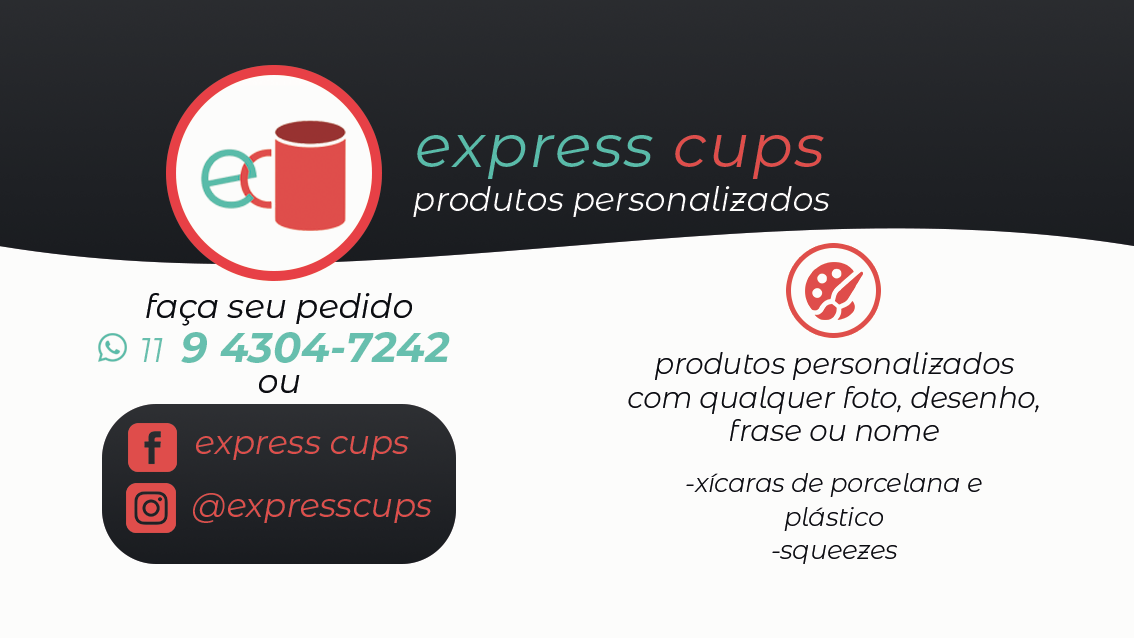 ec
express cups
produtos personalizados
faça seu pedido
11 9 4304-7242
ou
express cups
@expresscups
produtos personalizados
com qualquer foto, desenho,
frase ou nome
-xícaras de porcelana e
plástico
-squeezes